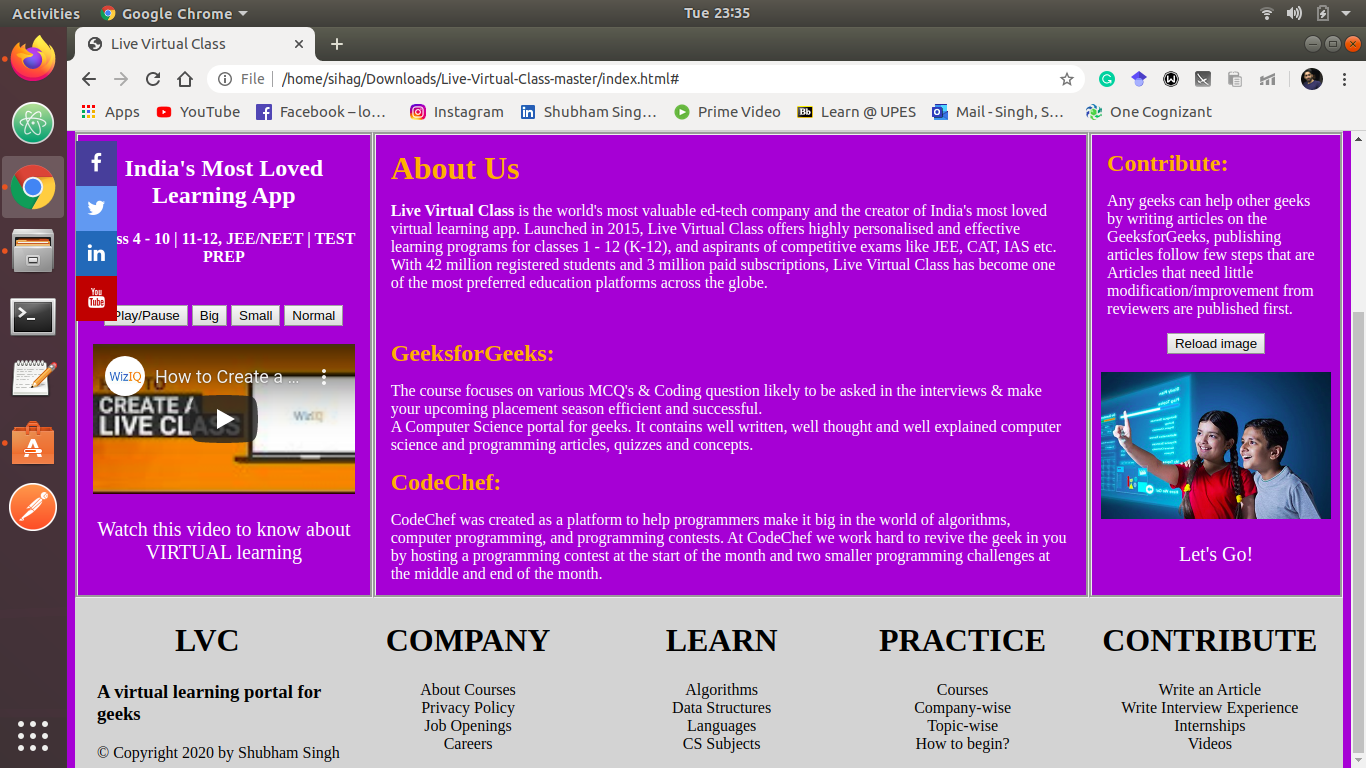 Activities
Google Chrome
Tue 23:35
Live Virtual Class
File
/home/sihag/Downloads/Live-Virtual-Class-master/index.html#
Apps
YouTube
Facebook – lo…
Instagram
Shubham Sing…
Prime Video
Bb
Learn @ UPES
Mail - Singh, S…
One Cognizant
You
Tube
India's Most Loved
Learning App
ss 4 - 10 | 11-12, JEE/NEET | TEST
PREP
Play/Pause
Big
Small
Normal
WizIQ
How to Create a ...
CREATE A
LIVE CLASS
WizIQ
Watch this video to know about
VIRTUAL learning
About Us
Live Virtual Class is the world's most valuable ed-tech company and the creator of India's most loved
virtual learning app. Launched in 2015, Live Virtual Class offers highly personalised and effective
learning programs for classes 1 - 12 (K-12), and aspirants of competitive exams like JEE, CAT, IAS etc.
With 42 million registered students and 3 million paid subscriptions, Live Virtual Class has become one
of the most preferred education platforms across the globe.
GeeksforGeeks:
The course focuses on various MCQ's & Coding question likely to be asked in the interviews & make
your upcoming placement season efficient and successful.
A Computer Science portal for geeks. It contains well written, well thought and well explained computer
science and programming articles, quizzes and concepts.
CodeChef:
CodeChef was created as a platform to help programmers make it big in the world of algorithms,
computer programming, and programming contests. At CodeChef we work hard to revive the geek in you
by hosting a programming contest at the start of the month and two smaller programming challenges at
the middle and end of the month.
Contribute:
Any geeks can help other geeks
by writing articles on the
GeeksforGeeks, publishing
articles follow few steps that are
Articles that need little
modification/improvement from
reviewers are published first.
Reload image
Let's Go!
LVC
A virtual learning portal for
geeks
© Copyright 2020 by Shubham Singh
COMPANY
About Courses
Privacy Policy
Job Openings
Careers
LEARN
Algorithms
Data Structures
Languages
CS Subjects
PRACTICE
Courses
Company-wise
Topic-wise
How to begin?
CONTRIBUTE
Write an Article
Write Interview Experience
Internships
Videos